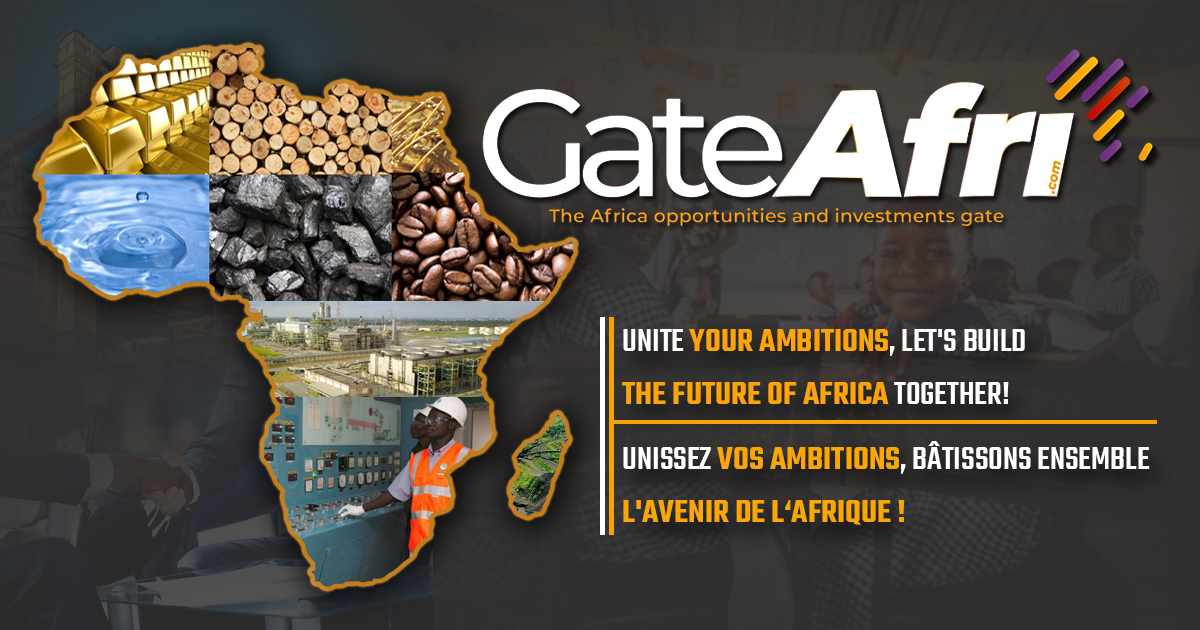 GateAfri.com
The Africa opportunities and investments gate
UNITE YOUR AMBITIONS, LET'S BUILD
THE FUTURE OF AFRICA TOGETHER!
UNISSEZ VOS AMBITIONS, BÂTISSONS ENSEMBLE
L'AVENIR DE L‘AFRIQUE !